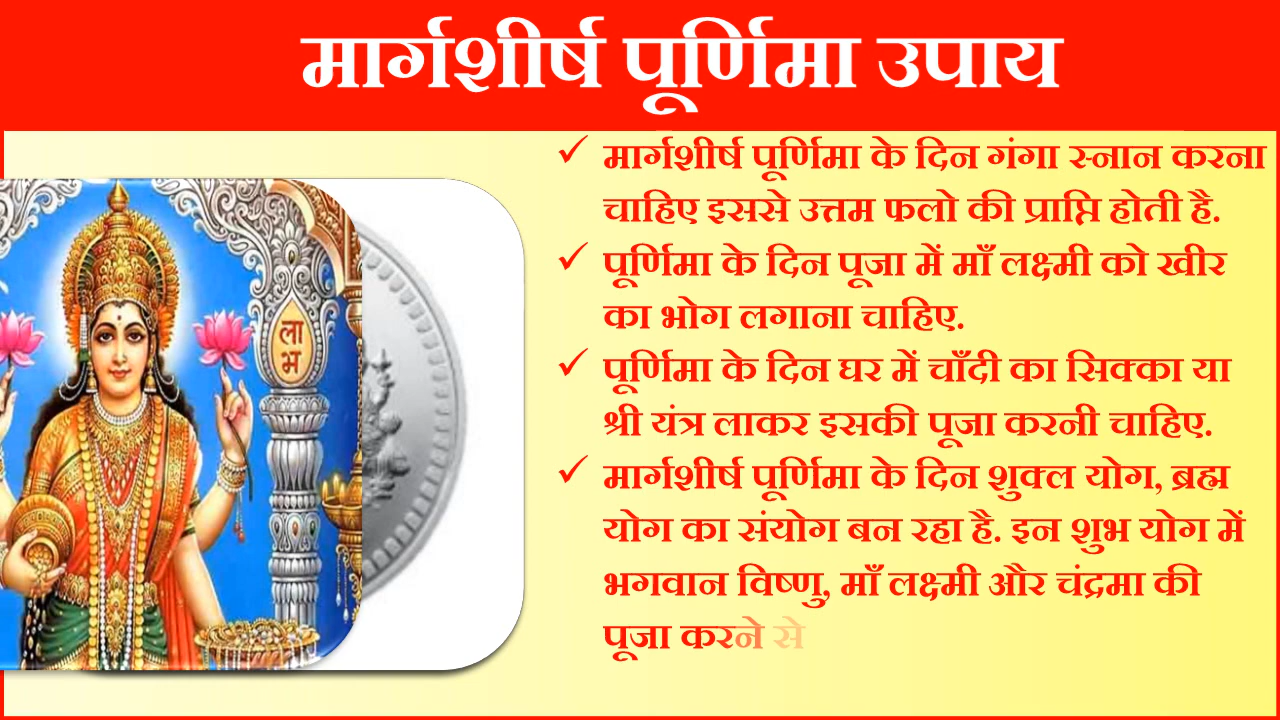 मार्गशीर्ष पूर्णिमा उपाय
मार्गशीर्ष पूर्णिमा के दिन गंगा स्नान करना
चाहिए इससे उत्तम फलो की प्राप्ति होती है.
पूर्णिमा के दिन पूजा में माँ लक्ष्मी को खीर
का भोग लगाना चाहिए.
पूर्णिमा के दिन घर में चाँदी का सिक्का या
श्री यंत्र लाकर इसकी पूजा करनी चाहिए.
मार्गशीर्ष पूर्णिमा के दिन शुक्ल योग, ब्रह्म
योग का संयोग बन रहा है. इन शुभ योग में
भगवान विष्णु, माँ लक्ष्मी और चंद्रमा की
पूजा करने से
ला
भ